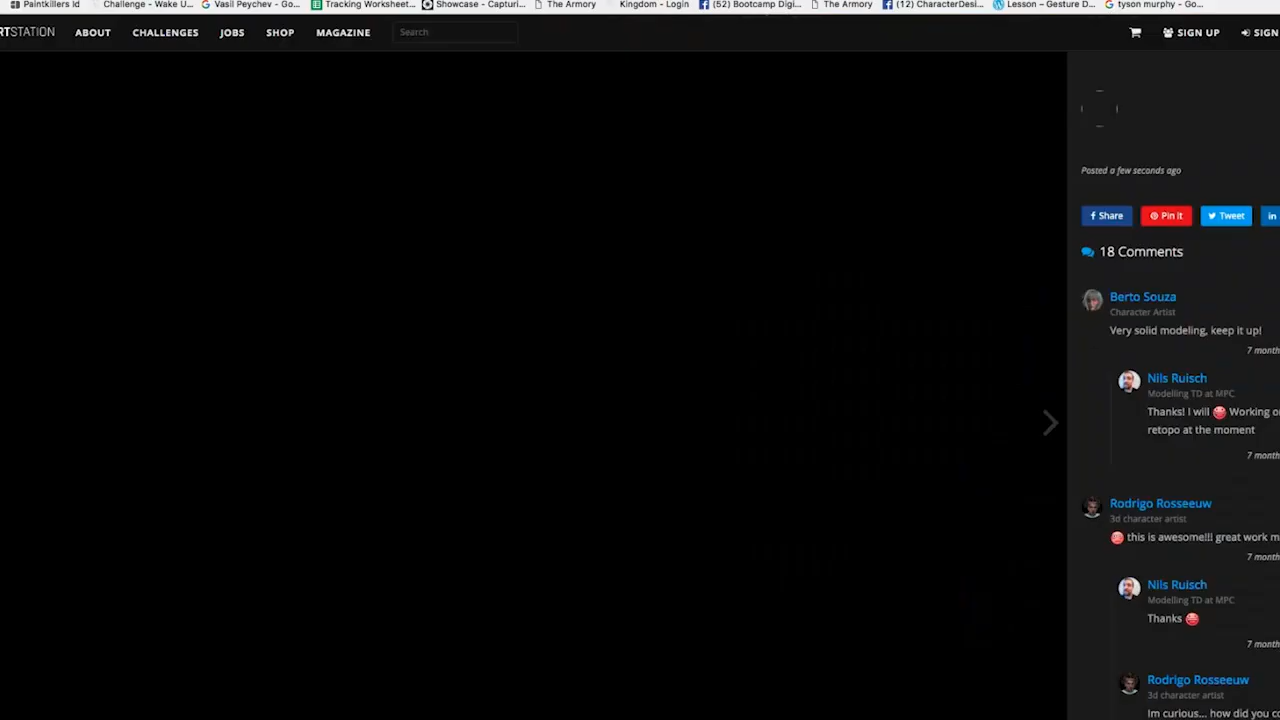 Painkillers Id Challenge - Wake U... Vasil Peychev - Go... Tracking Worksheet... Showcase - Capturi... The Armory Kingdom - Login (52) Bootcamp Digi... The Armory (12) CharacterDesi... Lesson – Gesture D... tyson murphy - Go...
RTSTATION ABOUT CHALLENGES JOBS SHOP MAGAZINE Search SIGN UP SIGN
Posted a few seconds ago
Share Pin it Tweet in
18 Comments
Berto Souza
Character Artist
Very solid modeling, keep it up!
7 month
Nils Ruisch
Modelling TD at MPC
Thanks! I will Working o
retopo at the moment
7 month
Rodrigo Rosseeuw
3d character artist
this is awesome!!! great work m
7 month
Nils Ruisch
Modelling TD at MPC
Thanks
7 month
Rodrigo Rosseeuw
3d character artist
Im curious... how did you c